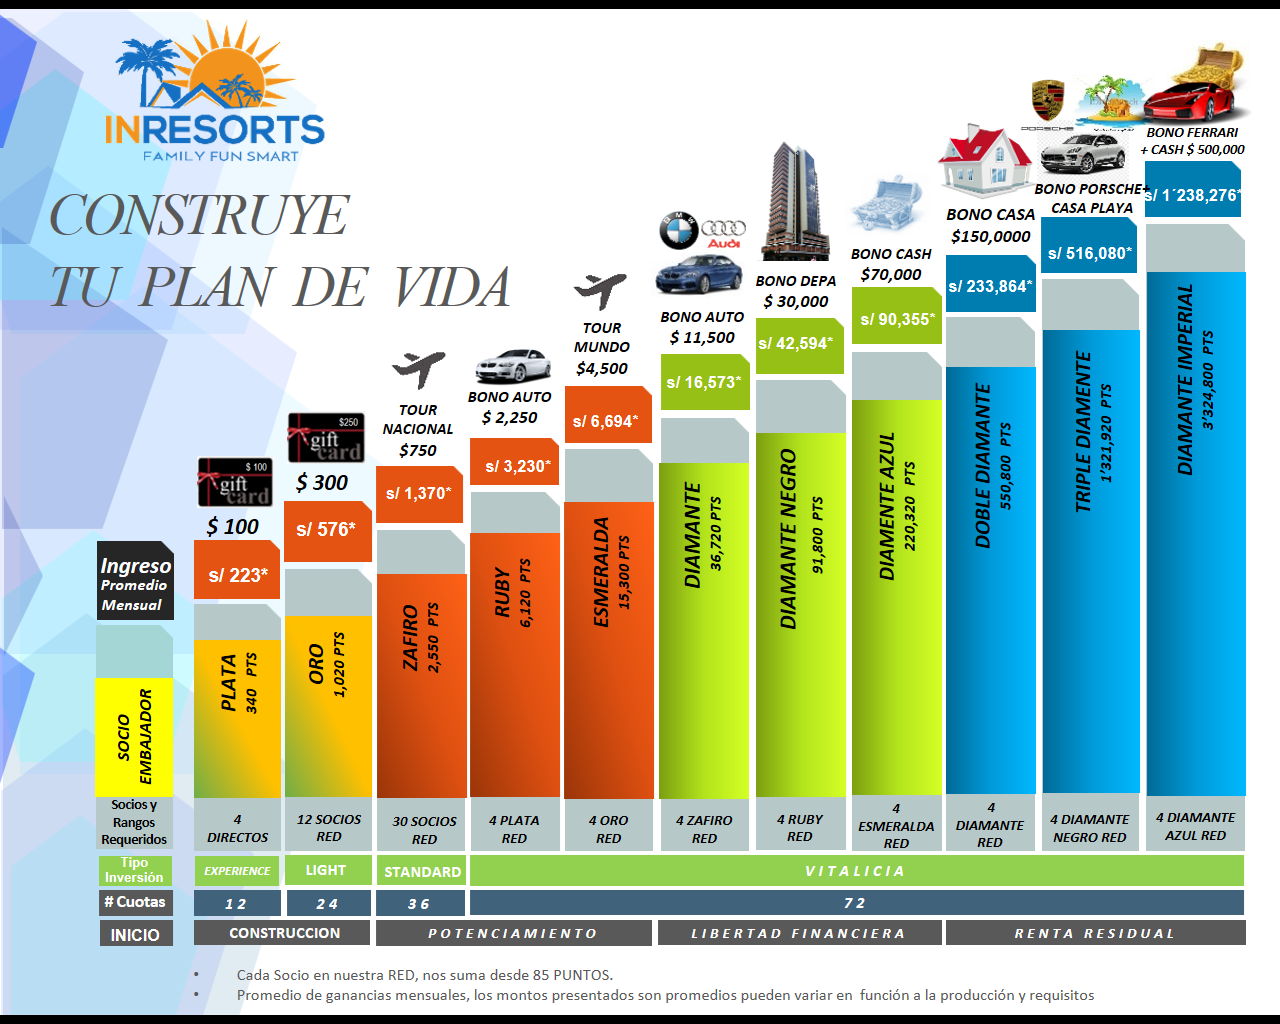 INRESORTS
FAMILY FUN SMART
CONSTRUYE
TU PLAN DE VIDA
Ingreso
Promedio
Mensual
SOCIO
EMBAJADOR
$ 100
gift
card
$ 100
s/ 223*
PLATA
340 PTS
$250
gift
card
$ 300
s/ 576*
ORO
1,020 PTS
TOUR
NACIONAL
$750
s/ 1,370*
ZAFIRO
2,550 PTS
BONO AUTO
$ 2,250
s/ 3,230*
RUBY
6,120 PTS
TOUR
MUNDO
$4,500
s/ 6,694*
ESMERALDA
15,300 PTS
BMW
Audi
BONO AUTO
$ 11,500
s/ 16,573*
DIAMANTE
36,720 PTS
BONO DEPA
$ 30,000
s/ 42,594*
DIAMANTE NEGRO
91,800 PTS
BONO CASH
$70,000
s/ 90,355*
DIAMENTE AZUL
220,320 PTS
BONO CASA
$150,0000
s/ 233,864*
DOBLE DIAMANTE
550,800 PTS
PORSCHE
BONO PORSCHE+
CASA PLAYA
s/ 516,080*
TRIPLE DIAMENTE
1'321,920 PTS
BONO FERRARI
+ CASH $ 500,000
s/ 1´238,276*
DIAMANTE IMPERIAL
3'324,800 PTS
Socios y
Rangos
Requeridos
4
DIRECTOS
12 SOCIOS
RED
30 SOCIOS
RED
4 PLATA
RED
4 ORO
RED
4 ZAFIRO
RED
4 RUBY
RED
4
ESMERALDA
RED
4
DIAMANTE
RED
4 DIAMANTE
NEGRO RED
4 DIAMANTE
AZUL RED
Tipo
Inversión
EXPERIENCE
LIGHT
STANDARD
VITALICIA
# Cuotas
12
24
36
72
INICIO
CONSTRUCCION
POTENCIAMIENTO
LIBERTAD FINANCIERA
RENTA RESIDUAL
• Cada Socio en nuestra RED, nos suma desde 85 PUNTOS.
• Promedio de ganancias mensuales, los montos presentados son promedios pueden variar en función a la producción y requisitos